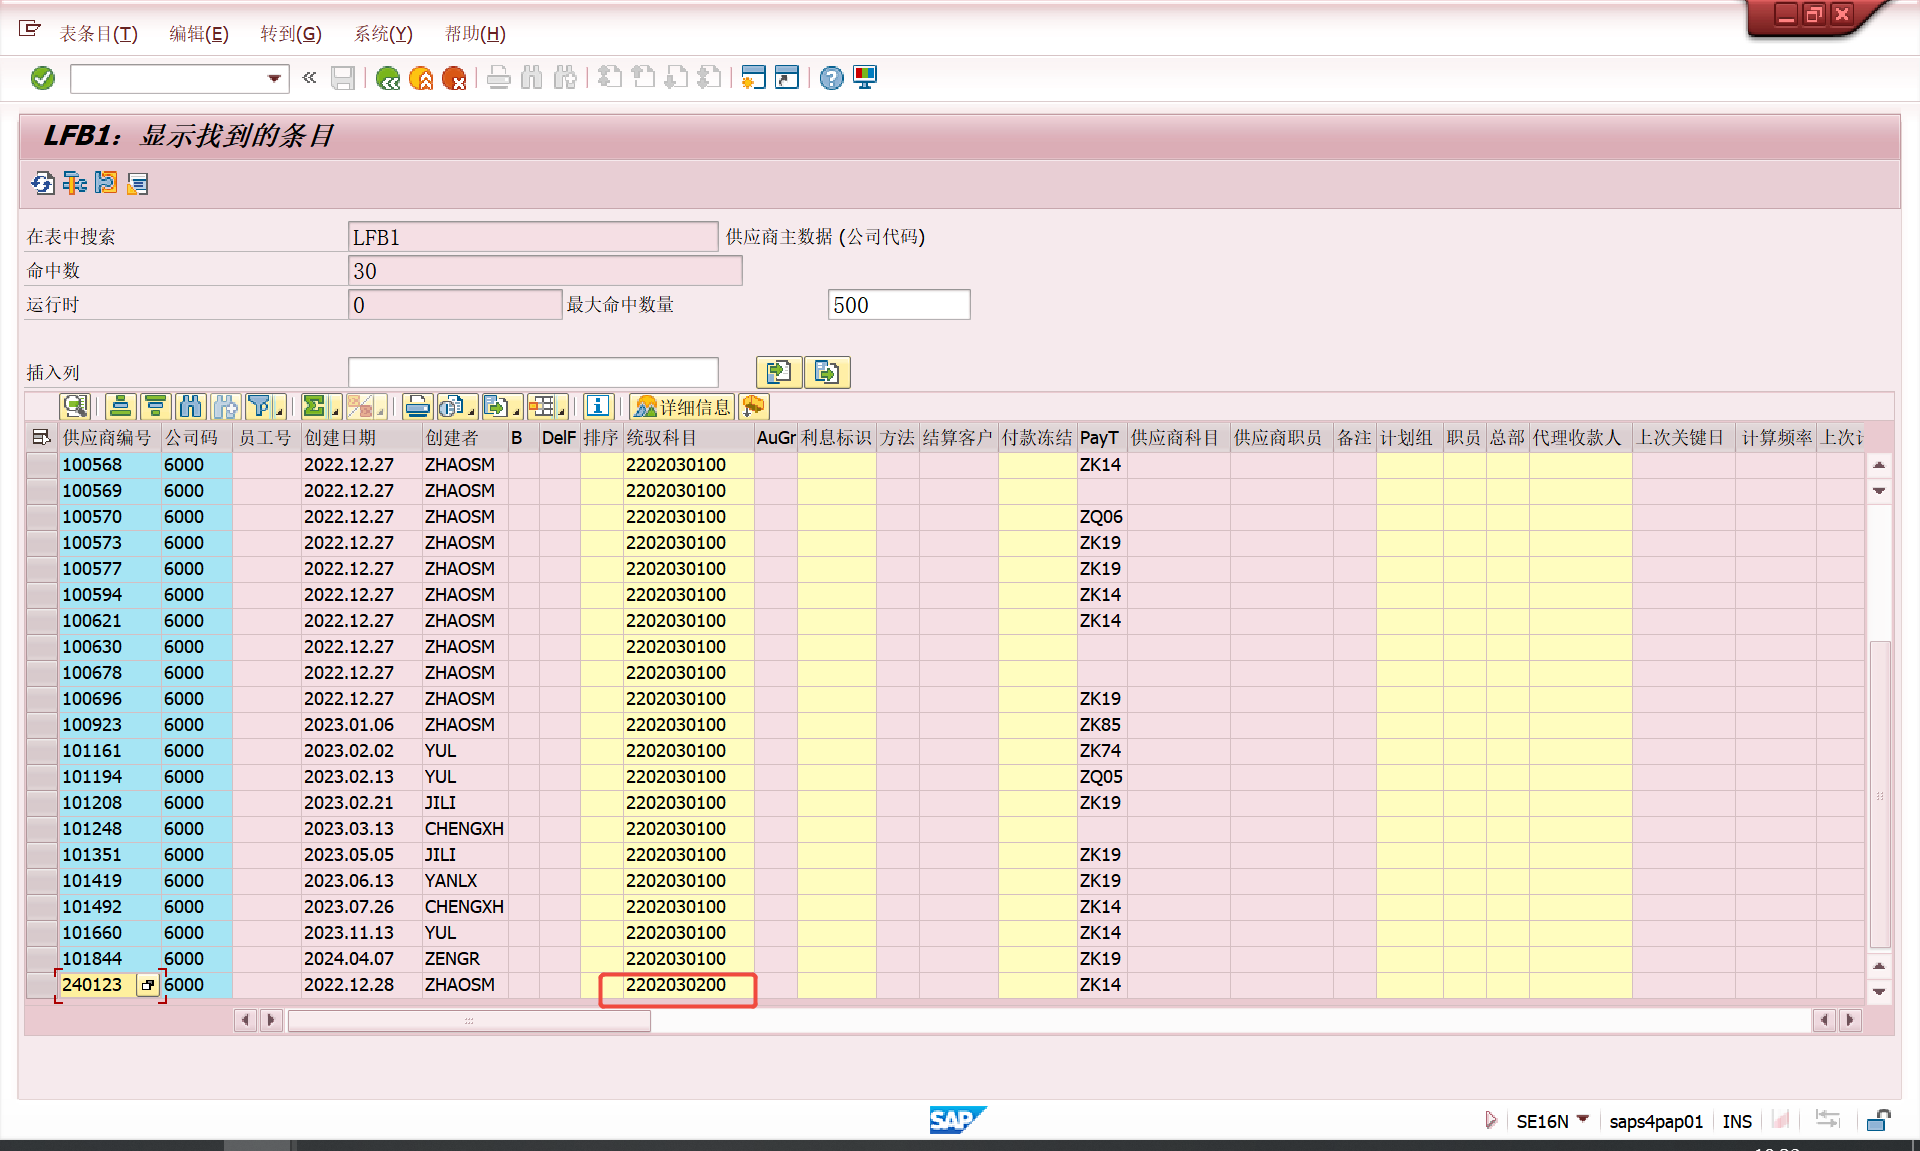 表条目(T) 编辑(E) 转到(G) 系统(Y) 帮助(H)
LFB1: 显示找到的条目
在表中搜索 LFB1 供应商主数据 (公司代码)
命中数 30
运行时 0 最大命中数量 500
插入列
详细信息
供应商编号 公司码 员工号 创建日期 创建者 B DelF 排序 统驭科目 AuGr 利息标识 方法 结算客户 付款冻结 PayT 供应商科目 供应商职员 备注 计划组 职员 总部 代理收款人 上次关键日 计算频率 上次
100568 6000 2022.12.27 ZHAOSM 2202030100 ZK14
100569 6000 2022.12.27 ZHAOSM 2202030100
100570 6000 2022.12.27 ZHAOSM 2202030100 ZQ06
100573 6000 2022.12.27 ZHAOSM 2202030100 ZK19
100577 6000 2022.12.27 ZHAOSM 2202030100 ZK19
100594 6000 2022.12.27 ZHAOSM 2202030100 ZK14
100621 6000 2022.12.27 ZHAOSM 2202030100 ZK14
100630 6000 2022.12.27 ZHAOSM 2202030100
100678 6000 2022.12.27 ZHAOSM 2202030100
100696 6000 2022.12.27 ZHAOSM 2202030100 ZK19
100923 6000 2023.01.06 ZHAOSM 2202030100 ZK85
101161 6000 2023.02.02 YUL 2202030100 ZK74
101194 6000 2023.02.13 YUL 2202030100 ZQ05
101208 6000 2023.02.21 JILI 2202030100 ZK19
101248 6000 2023.03.13 CHENGXH 2202030100
101351 6000 2023.05.05 JILI 2202030100 ZK19
101419 6000 2023.06.13 YANLX 2202030100 ZK19
101492 6000 2023.07.26 CHENGXH 2202030100 ZK14
101660 6000 2023.11.13 YUL 2202030100 ZK14
101844 6000 2024.04.07 ZENGR 2202030100 ZK19
240123 6000 2022.12.28 ZHAOSM 2202030200 ZK14
SAP SE16N saps4pap01 INS